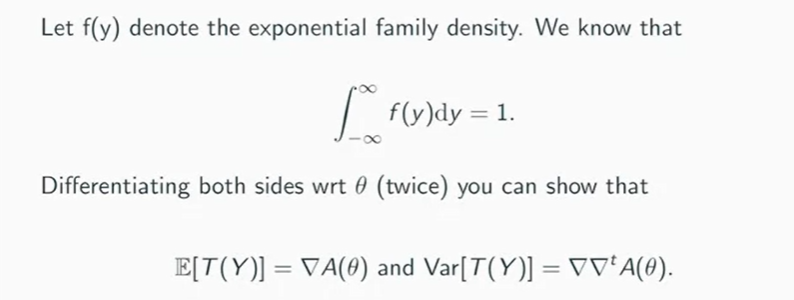 Let f(y) denote the exponential family density. We know that
∫_{-∞}^{∞} f(y)dy = 1.
Differentiating both sides wrt θ (twice) you can show that
𝔼[T(Y)] = ∇A(θ) and Var[T(Y)] = ∇∇ᵗA(θ).